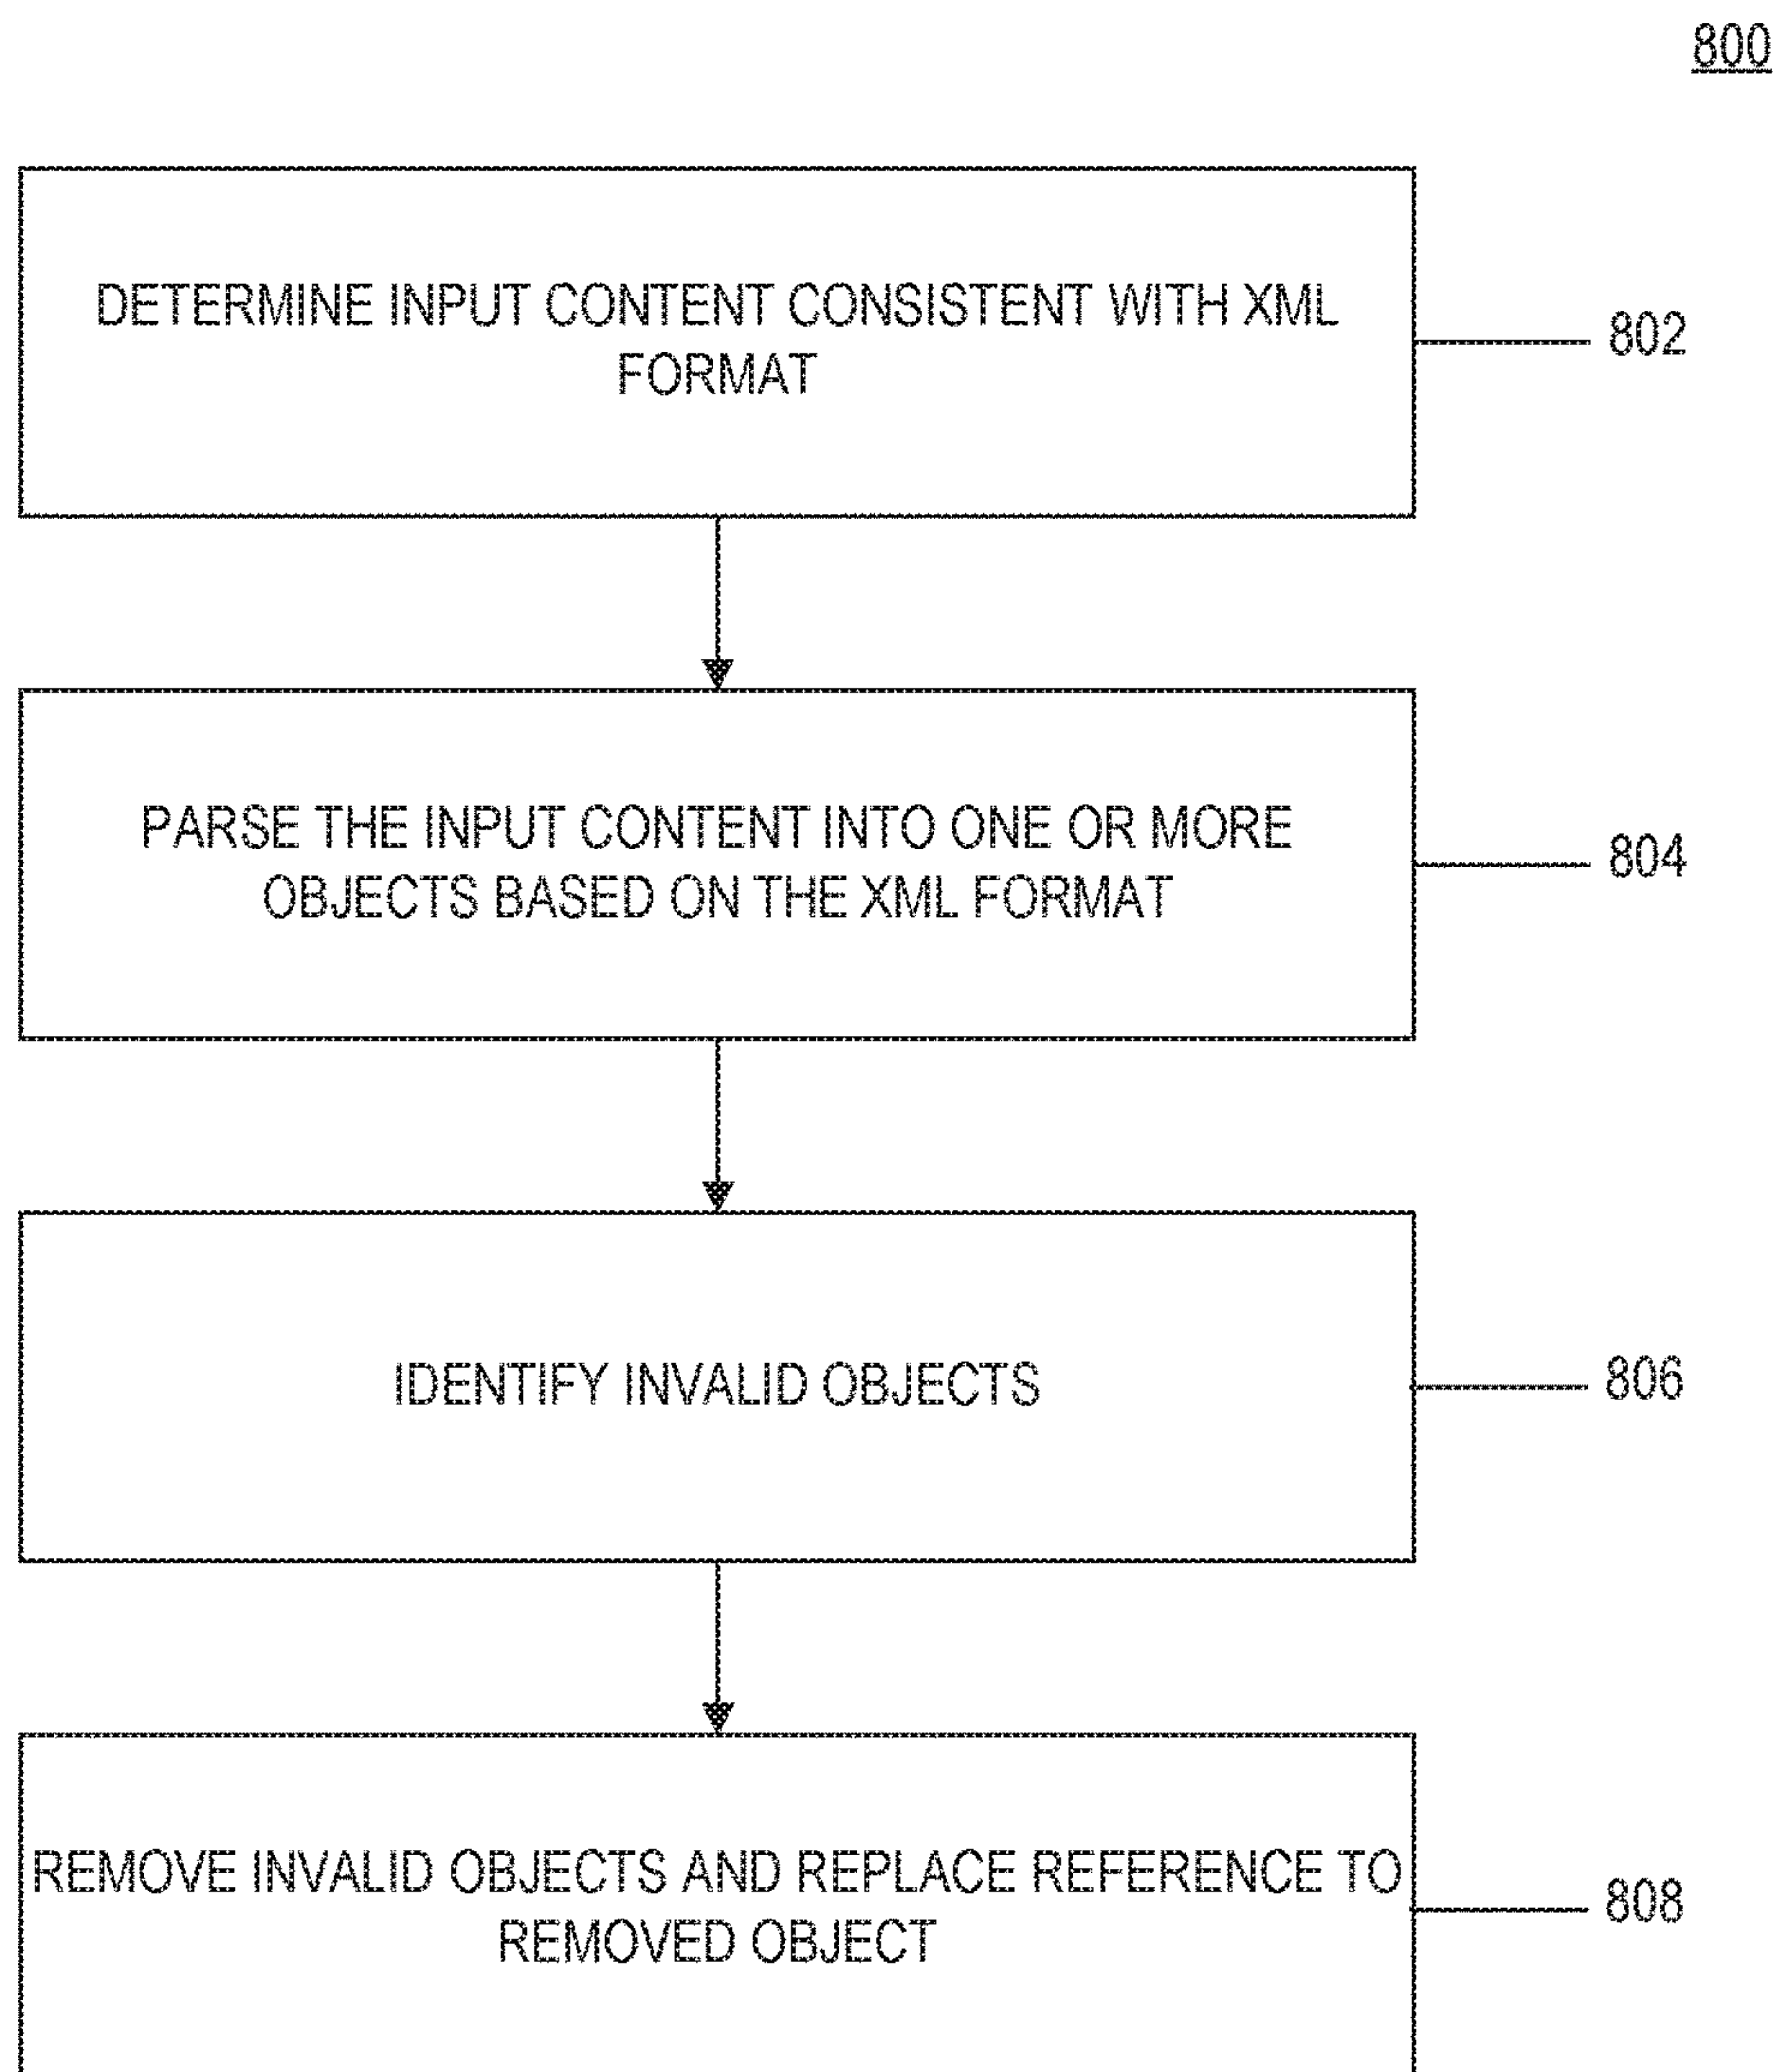 800
DETERMINE INPUT CONTENT CONSISTENT WITH XML
FORMAT
802
PARSE THE INPUT CONTENT INTO ONE OR MORE
OBJECTS BASED ON THE XML FORMAT
804
IDENTIFY INVALID OBJECTS
806
REMOVE INVALID OBJECTS AND REPLACE REFERENCE TO
REMOVED OBJECT
808